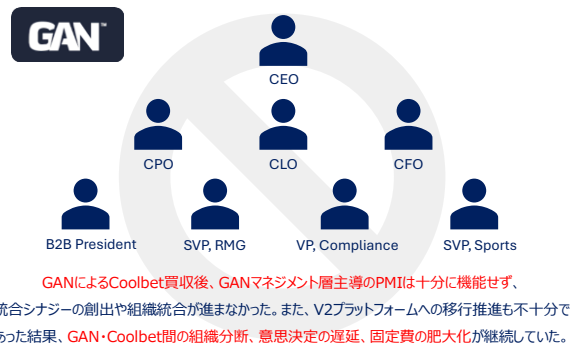 GAN™
CEO
CPO
CLO
CFO
B2B President
SVP, RMG
VP, Compliance
SVP, Sports
GANによるCoolbet買収後、GANマネジメント層主導のPMIは十分に機能せず、
統合シナジーの創出や組織統合が進まなかった。また、V2プラットフォームへの移行推進も不十分で
あった結果、GAN・Coolbet間の組織分断、意思決定の遅延、固定費の肥大化が継続していた。